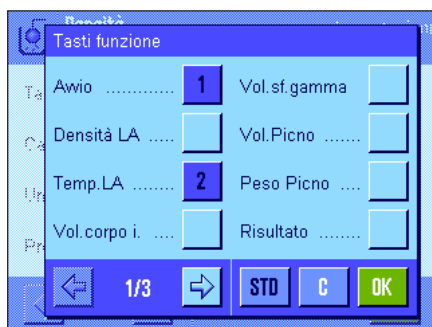 Densità
Tasti funzione
Avvio ............. 1
Vol.sf.gamma
Densità LA .....
Vol.Picno .......
Temp.LA ........ 2
Peso Picno ....
Vol.corpo i. ....
Risultato ........
1/3
STD
C
OK